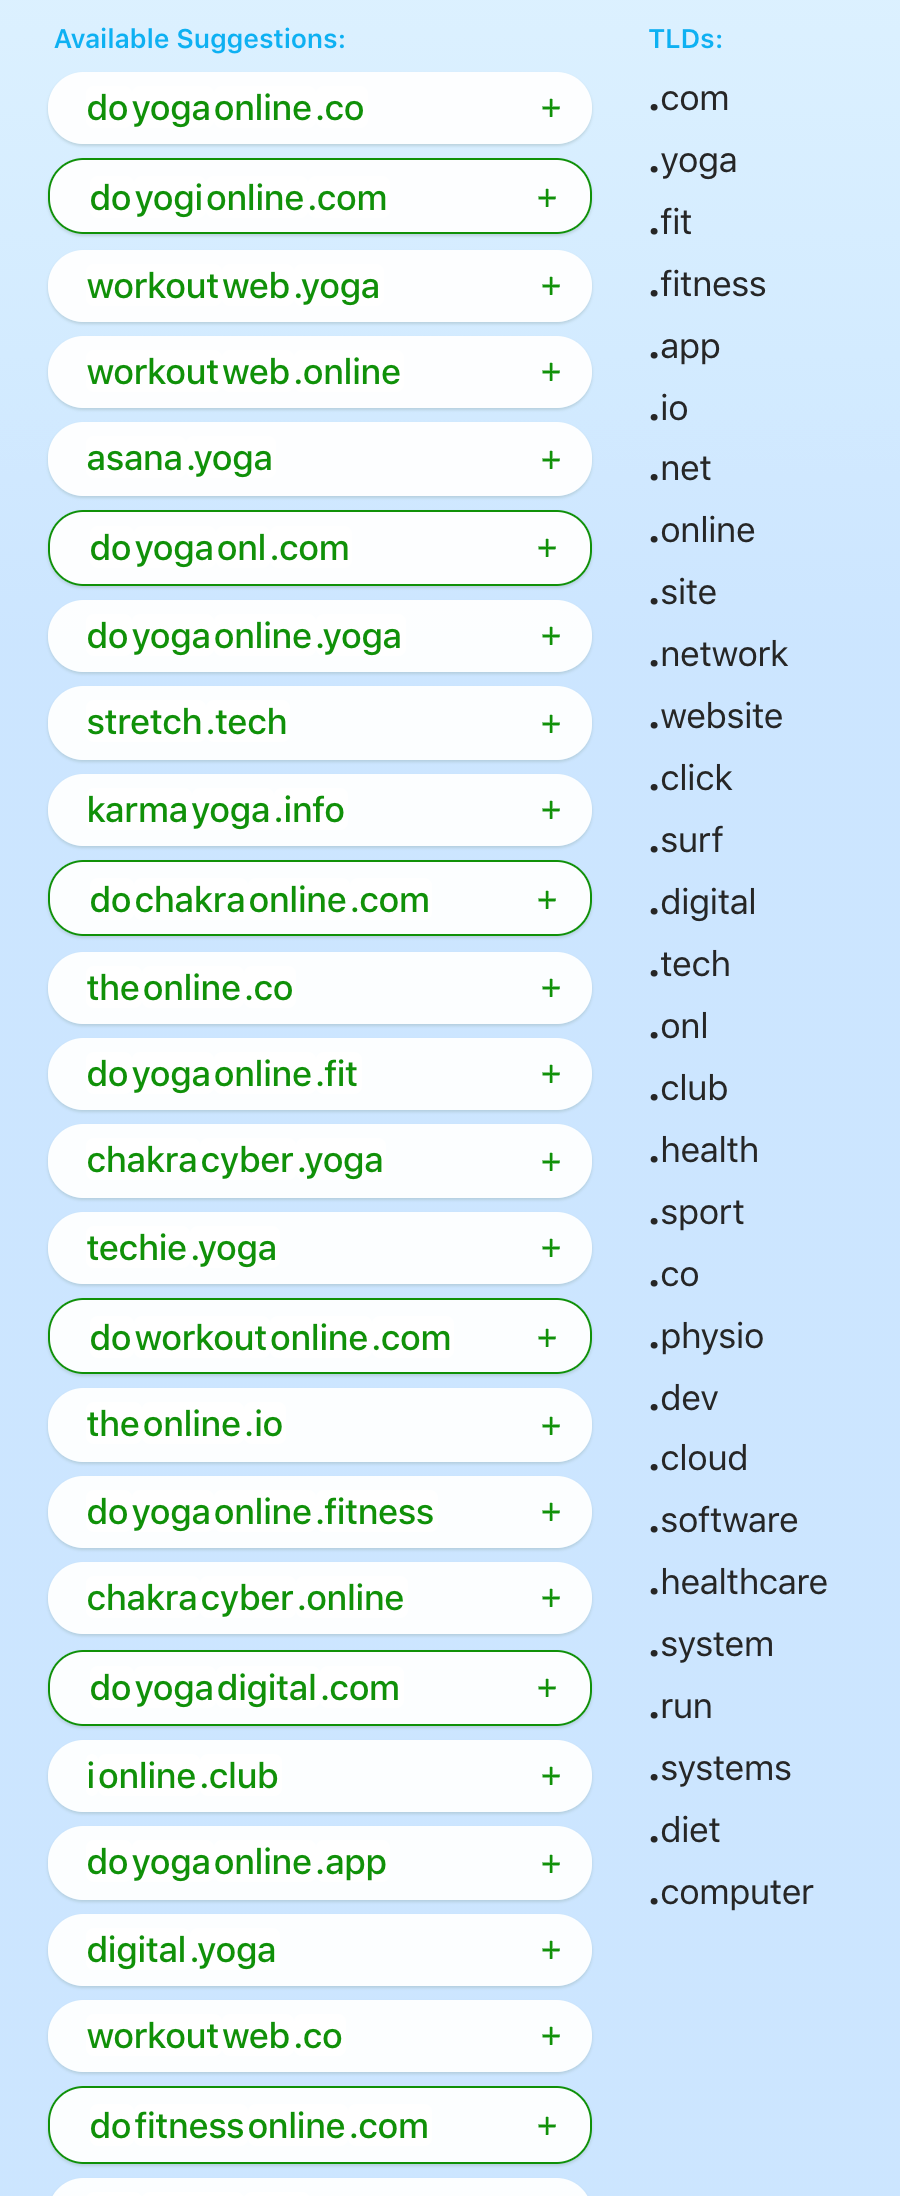 Available Suggestions:
doyogaonline.co +
doyogionline.com +
workoutweb.yoga +
workoutweb.online +
asana.yoga +
doyogaonl.com +
doyogaonline.yoga +
stretch.tech +
karmayoga.info +
dochakraonline.com +
theonline.co +
doyogaonline.fit +
chakracyber.yoga +
techie.yoga +
doworkoutonline.com +
theonline.io +
doyogaonline.fitness +
chakracyber.online +
doyogadigital.com +
ionline.club +
doyogaonline.app +
digital.yoga +
workoutweb.co +
dofitnessonline.com +
TLDs:
.com
.yoga
.fit
.fitness
.app
.io
.net
.online
.site
.network
.website
.click
.surf
.digital
.tech
.onl
.club
.health
.sport
.co
.physio
.dev
.cloud
.software
.healthcare
.system
.run
.systems
.diet
.computer